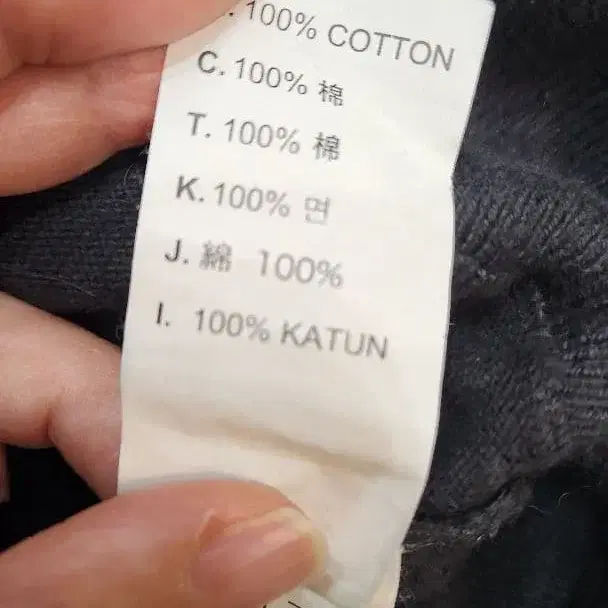 100% COTTON
C. 100% 棉
T. 100% 棉
K. 100% 면
J. 綿 100%
I. 100% KATUN